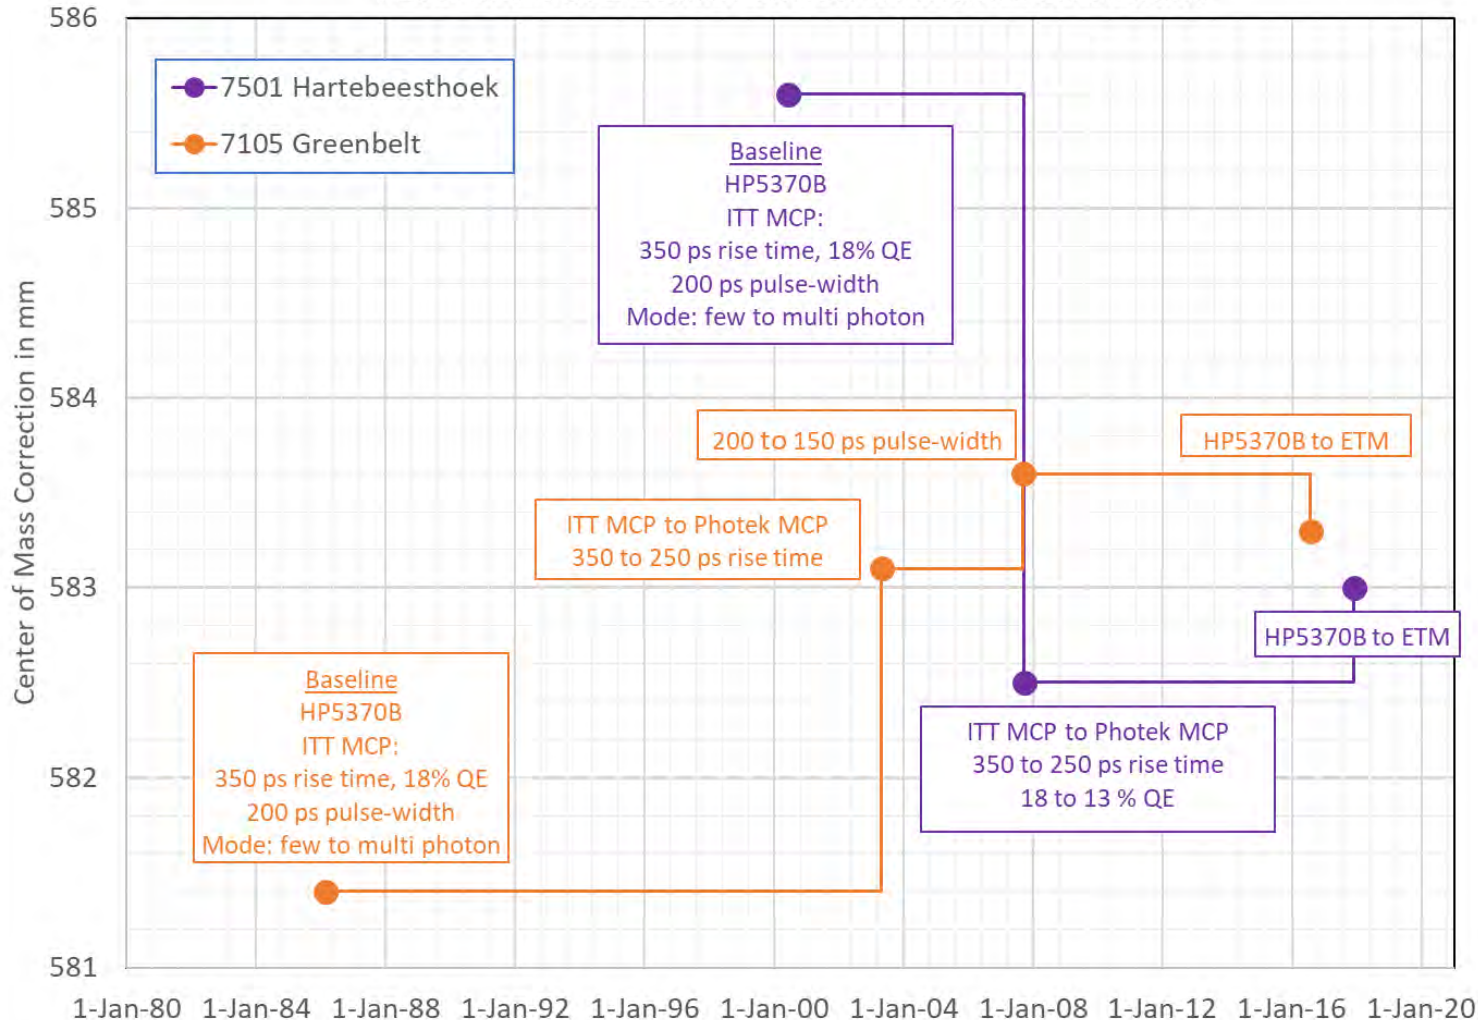 586
585
584
583
582
581
Center of Mass Correction in mm
7501 Hartebeesthoek
7105 Greenbelt
Baseline
HP5370B
ITT MCP:
350 ps rise time, 18% QE
200 ps pulse-width
Mode: few to multi photon
200 to 150 ps pulse-width
HP5370B to ETM
ITT MCP to Photek MCP
350 to 250 ps rise time
HP5370B to ETM
Baseline
HP5370B
ITT MCP:
350 ps rise time, 18% QE
200 ps pulse-width
Mode: few to multi photon
ITT MCP to Photek MCP
350 to 250 ps rise time
18 to 13 % QE
1-Jan-80 1-Jan-84 1-Jan-88 1-Jan-92 1-Jan-96 1-Jan-00 1-Jan-04 1-Jan-08 1-Jan-12 1-Jan-16 1-Jan-20